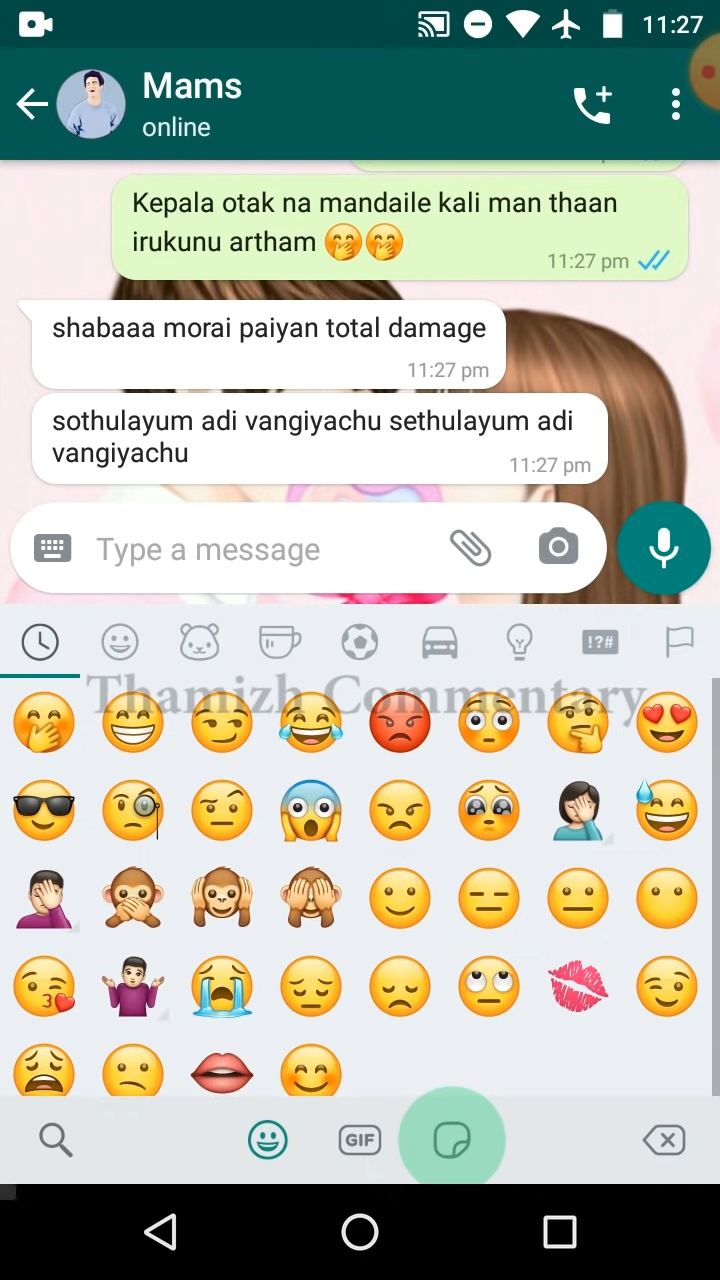 11:27
Mams
online
Kepala otak na mandaile kali man thaan
irukunu artham 🤭🤭
11:27 pm
shabaaa morai paiyan total damage
11:27 pm
sothulayum adi vangiyachu sethulayum adi
vangiyachu
11:27 pm
Type a message
!?#
Thamizh Commentary
GIF